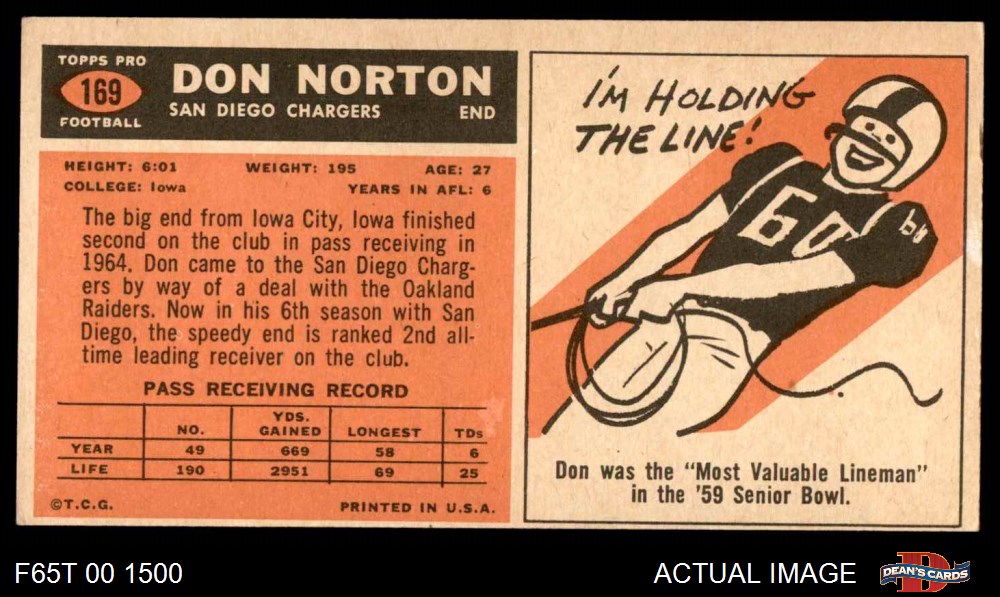 TOPPS PRO
169
FOOTBALL
DON NORTON
SAN DIEGO CHARGERS END
HEIGHT: 6:01 WEIGHT: 195 AGE: 27
COLLEGE: Iowa YEARS IN AFL: 6
The big end from Iowa City, Iowa finished
second on the club in pass receiving in
1964. Don came to the San Diego Charg-
ers by way of a deal with the Oakland
Raiders. Now in his 6th season with San
Diego, the speedy end is ranked 2nd all-
time leading receiver on the club.
PASS RECEIVING RECORD
NO. YDS. GAINED LONGEST TDs
YEAR 49 669 58 6
LIFE 190 2951 69 25
©T.C.G. PRINTED IN U.S.A.
I'M HOLDING
THE LINE!
60
60
Don was the "Most Valuable Lineman"
in the '59 Senior Bowl.
F65T 00 1500 ACTUAL IMAGE
D
DEAN'S CARDS